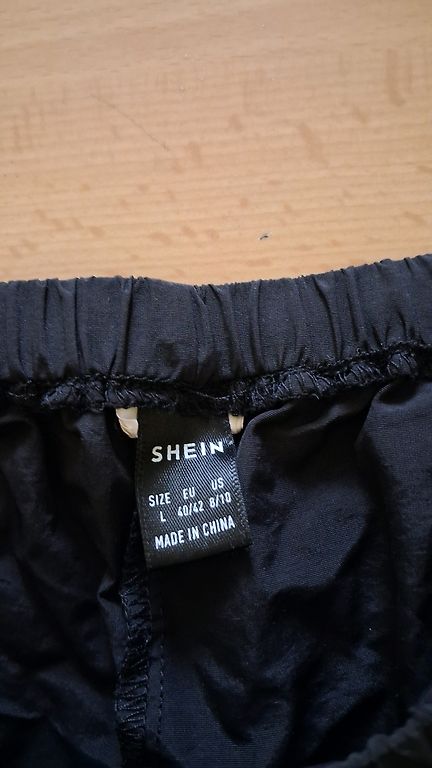 SHEIN
SIZE EU US
L 40/42 8/10
MADE IN CHINA